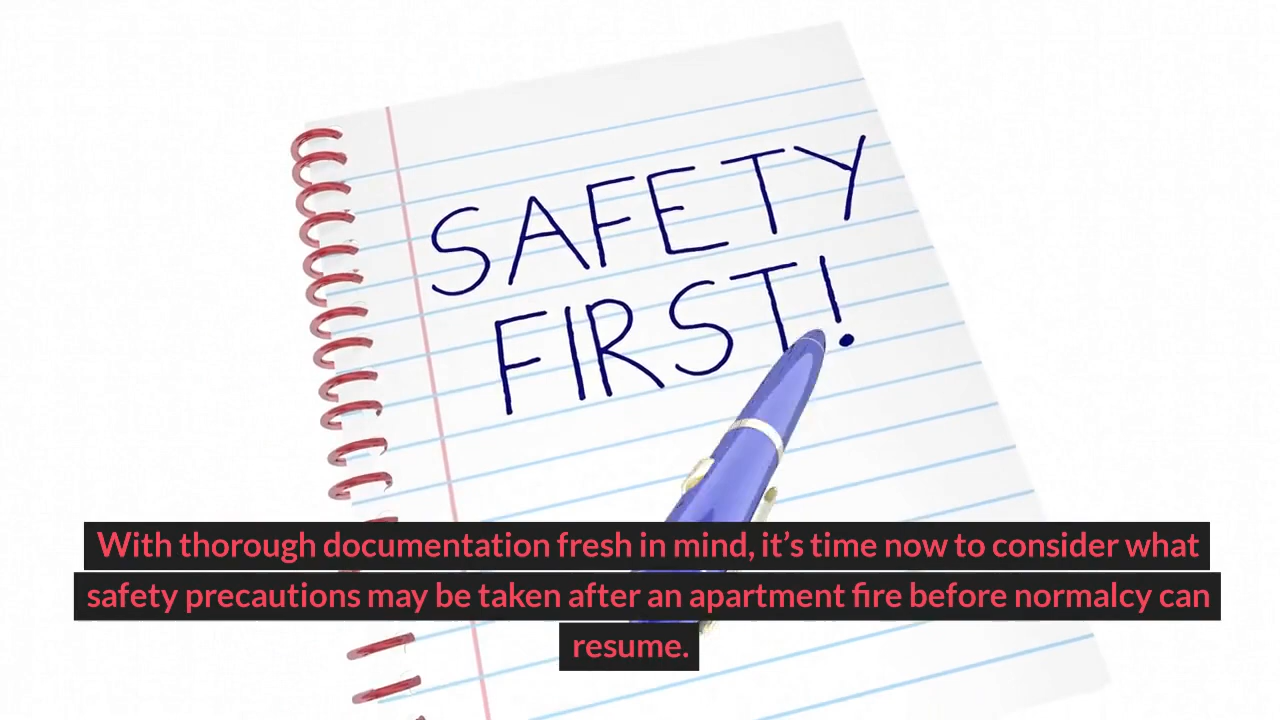 SAFETY
FIRST!
With thorough documentation fresh in mind, it’s time now to consider what
safety precautions may be taken after an apartment fire before normalcy can
resume.